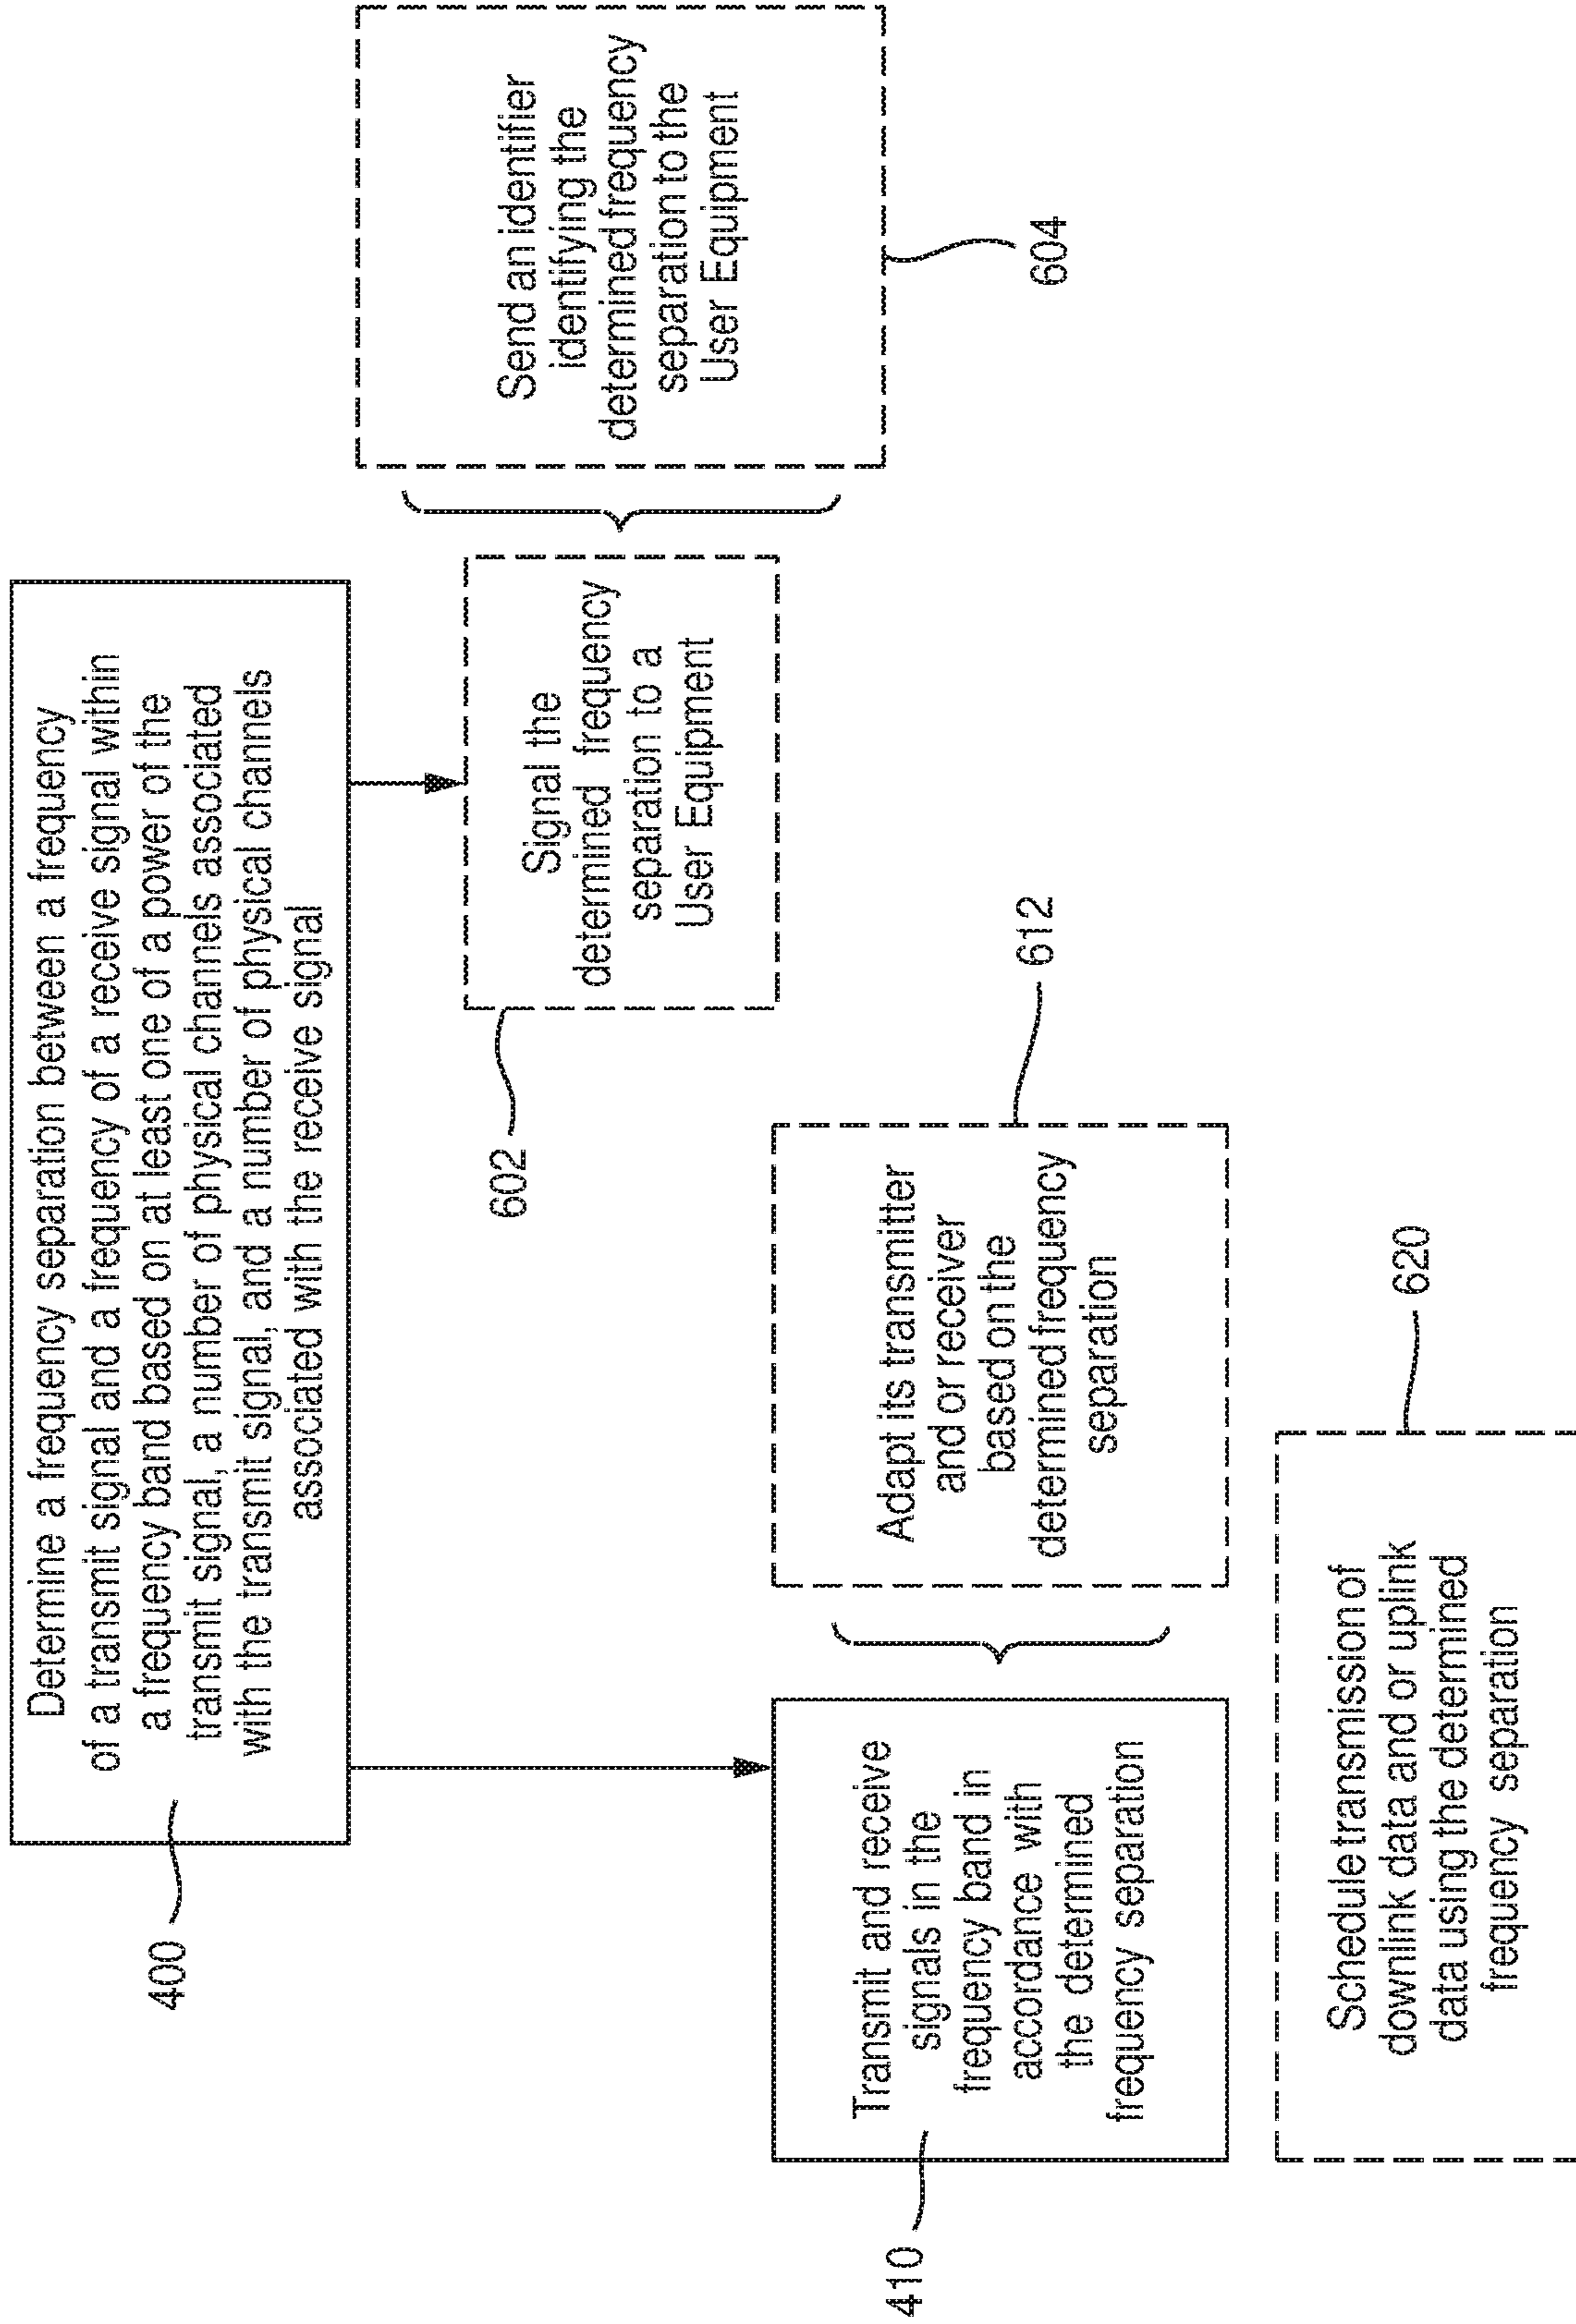 Determine a frequency separation between a frequency
of a transmit signal and a frequency of a receive signal within
a frequency band based on at least one of a power of the
transmit signal, a number of physical channels associated
with the transmit signal, and a number of physical channels
associated with the receive signal
400
Signal the
determined frequency
separation to a
User Equipment
602
Send an identifier
identifying the
determined frequency
separation to the
User Equipment
604
Transmit and receive
signals in the
frequency band in
accordance with
the determined
frequency separation
410
Adapt its transmitter
and or receiver
based on the
determined frequency
separation
612
Schedule transmission of
downlink data and or uplink
data using the determined
frequency separation
620